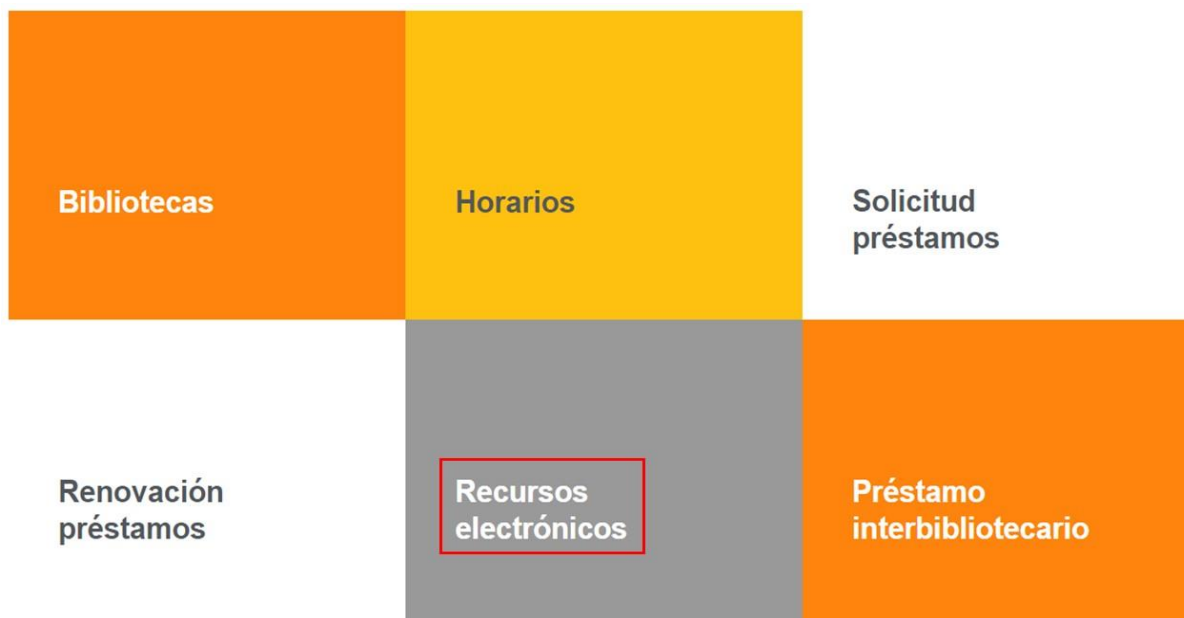 Bibliotecas
Horarios
Solicitud
préstamos
Renovación
préstamos
Recursos
electrónicos
Préstamo
interbibliotecario